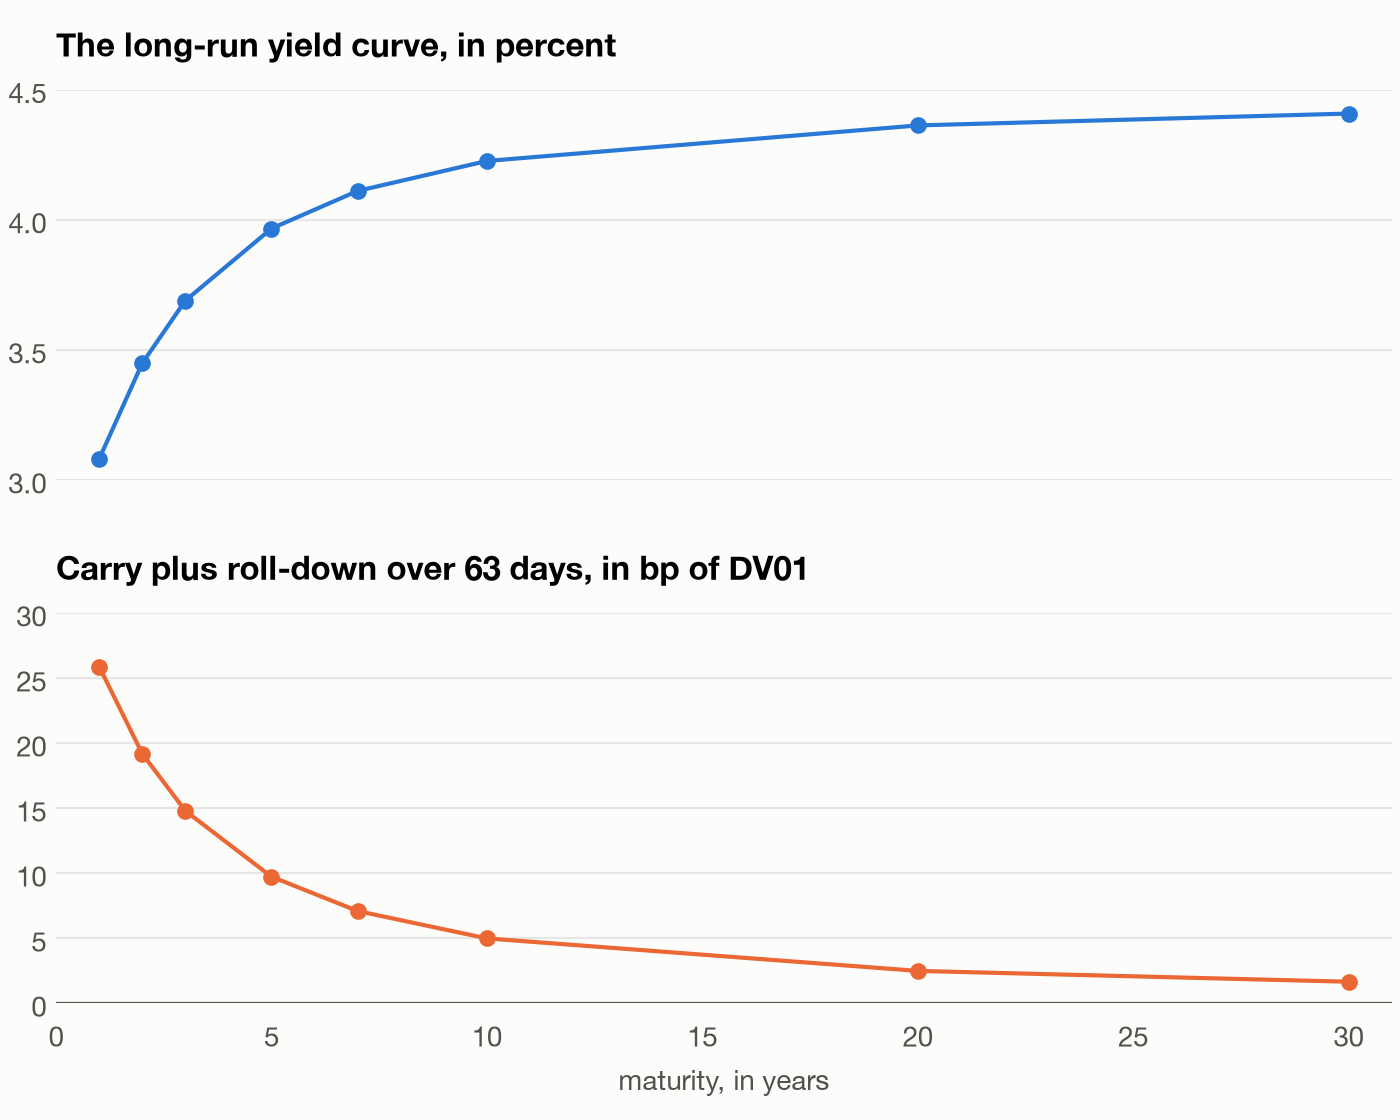 The long-run yield curve, in percent
4.5
4.0
3.5
3.0
Carry plus roll-down over 63 days, in bp of DV01
30
25
20
15
10
5
0
0 5 10 15 20 25 30
maturity, in years